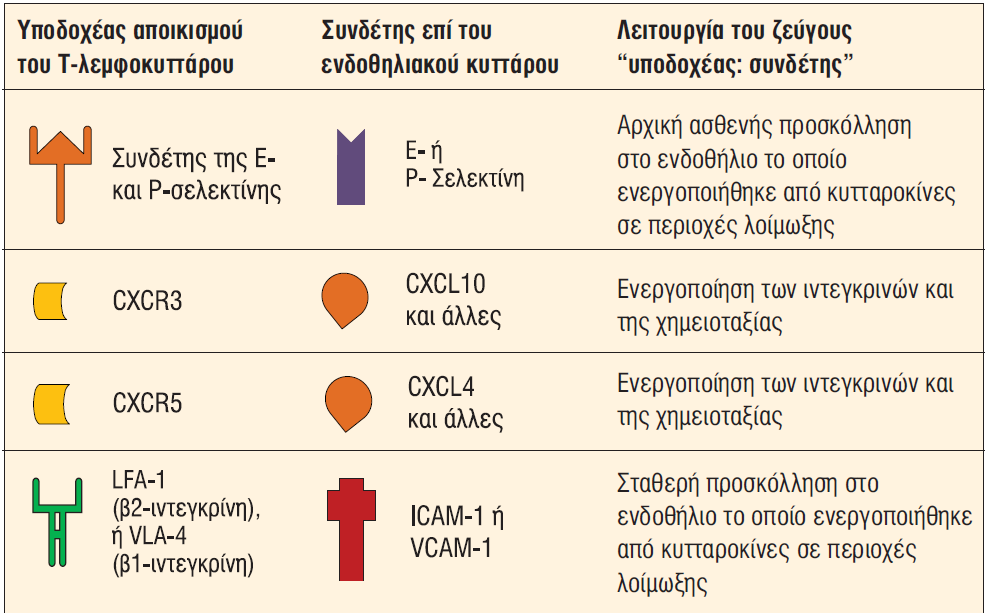 Υποδοχέας αποικισμού
του Τ-λεμφοκυττάρου
Συνδέτης επί του
ενδοθηλιακού κυττάρου
Λειτουργία του ζεύγους
“υποδοχέας: συνδέτης”
Συνδέτης της E-
και P-σελεκτίνης
E- ή
P- Σελεκτίνη
Αρχική ασθενής προσκόλληση
στο ενδοθήλιο το οποίο
ενεργοποιήθηκε από κυτταροκίνες
σε περιοχές λοίμωξης
CXCR3
CXCL10
και άλλες
Ενεργοποίηση των ιντεγκρινών και
της χημειοταξίας
CXCR5
CXCL4
και άλλες
Ενεργοποίηση των ιντεγκρινών και
της χημειοταξίας
LFA-1
(β2-ιντεγκρίνη),
ή VLA-4
(β1-ιντεγκρίνη)
ICAM-1 ή
VCAM-1
Σταθερή προσκόλληση στο
ενδοθήλιο το οποίο ενεργοποιήθηκε
από κυτταροκίνες σε περιοχές
λοίμωξης